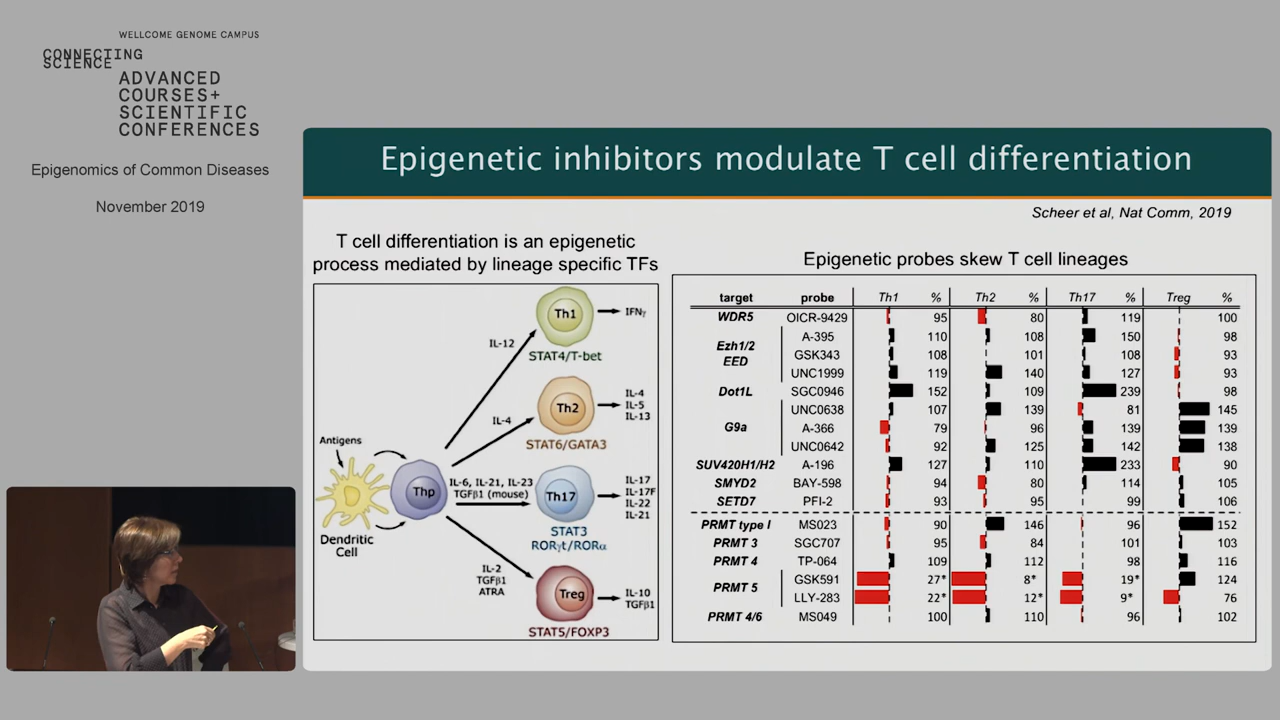 WELLCOME GENOME CAMPUS
CONNECTING
SCIENCE
ADVANCED
COURSES+
SCIENTIFIC
CONFERENCES
Epigenomics of Common Diseases
November 2019
Epigenetic inhibitors modulate T cell differentiation
Scheer et al, Nat Comm, 2019
T cell differentiation is an epigenetic
process mediated by lineage specific TFs
Antigens
Dendritic
Cell
Thp
IL-12
Th1
IFNγ
STAT4/T-bet
IL-4
Th2
IL-4
IL-5
IL-13
STAT6/GATA3
IL-6, IL-21, IL-23
TGFβ1 (mouse)
Th17
IL-17
IL-17F
IL-22
IL-21
STAT3
RORγt/RORα
IL-2
TGFβ1
ATRA
Treg
IL-10
TGFβ1
STAT5/FOXP3
Epigenetic probes skew T cell lineages
target probe Th1 % Th2 % Th17 % Treg %
WDR5 OICR-9429 95 80 119 100
Ezh1/2
EED
A-395 110 108 150 98
GSK343 108 101 108 93
UNC1999 119 140 127 93
Dot1L SGC0946 152 109 239 98
G9a
UNC0638 107 139 81 145
A-366 79 96 139 139
UNC0642 92 125 142 138
SUV420H1/H2 A-196 127 110 233 90
SMYD2 BAY-598 94 80 114 105
SETD7 PFI-2 93 95 99 106
PRMT type I MS023 90 146 96 152
PRMT 3 SGC707 95 84 101 103
PRMT 4 TP-064 109 112 98 116
PRMT 5
GSK591 27* 8* 19* 124
LLY-283 22* 12* 9* 76
PRMT 4/6 MS049 100 110 96 102